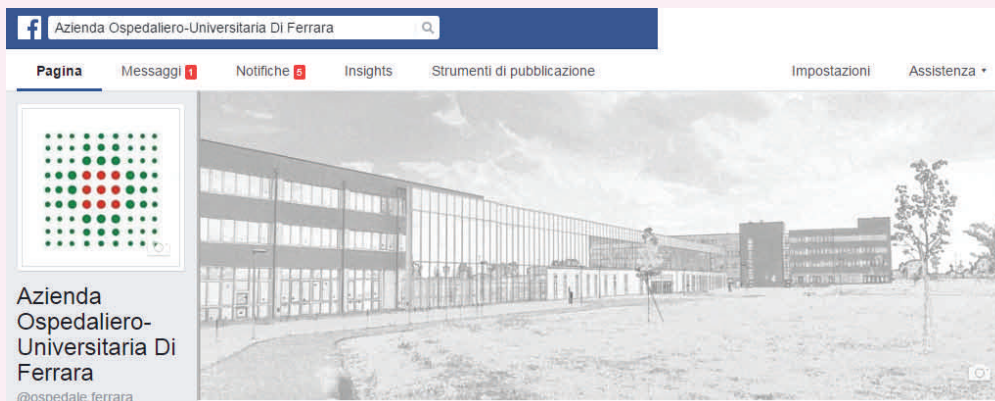 Azienda Ospedaliero-Universitaria Di Ferrara
Pagina Messaggi 1 Notifiche 5 Insights Strumenti di pubblicazione Impostazioni Assistenza
Azienda
Ospedaliero-
Universitaria Di
Ferrara
@ospedale.ferrara